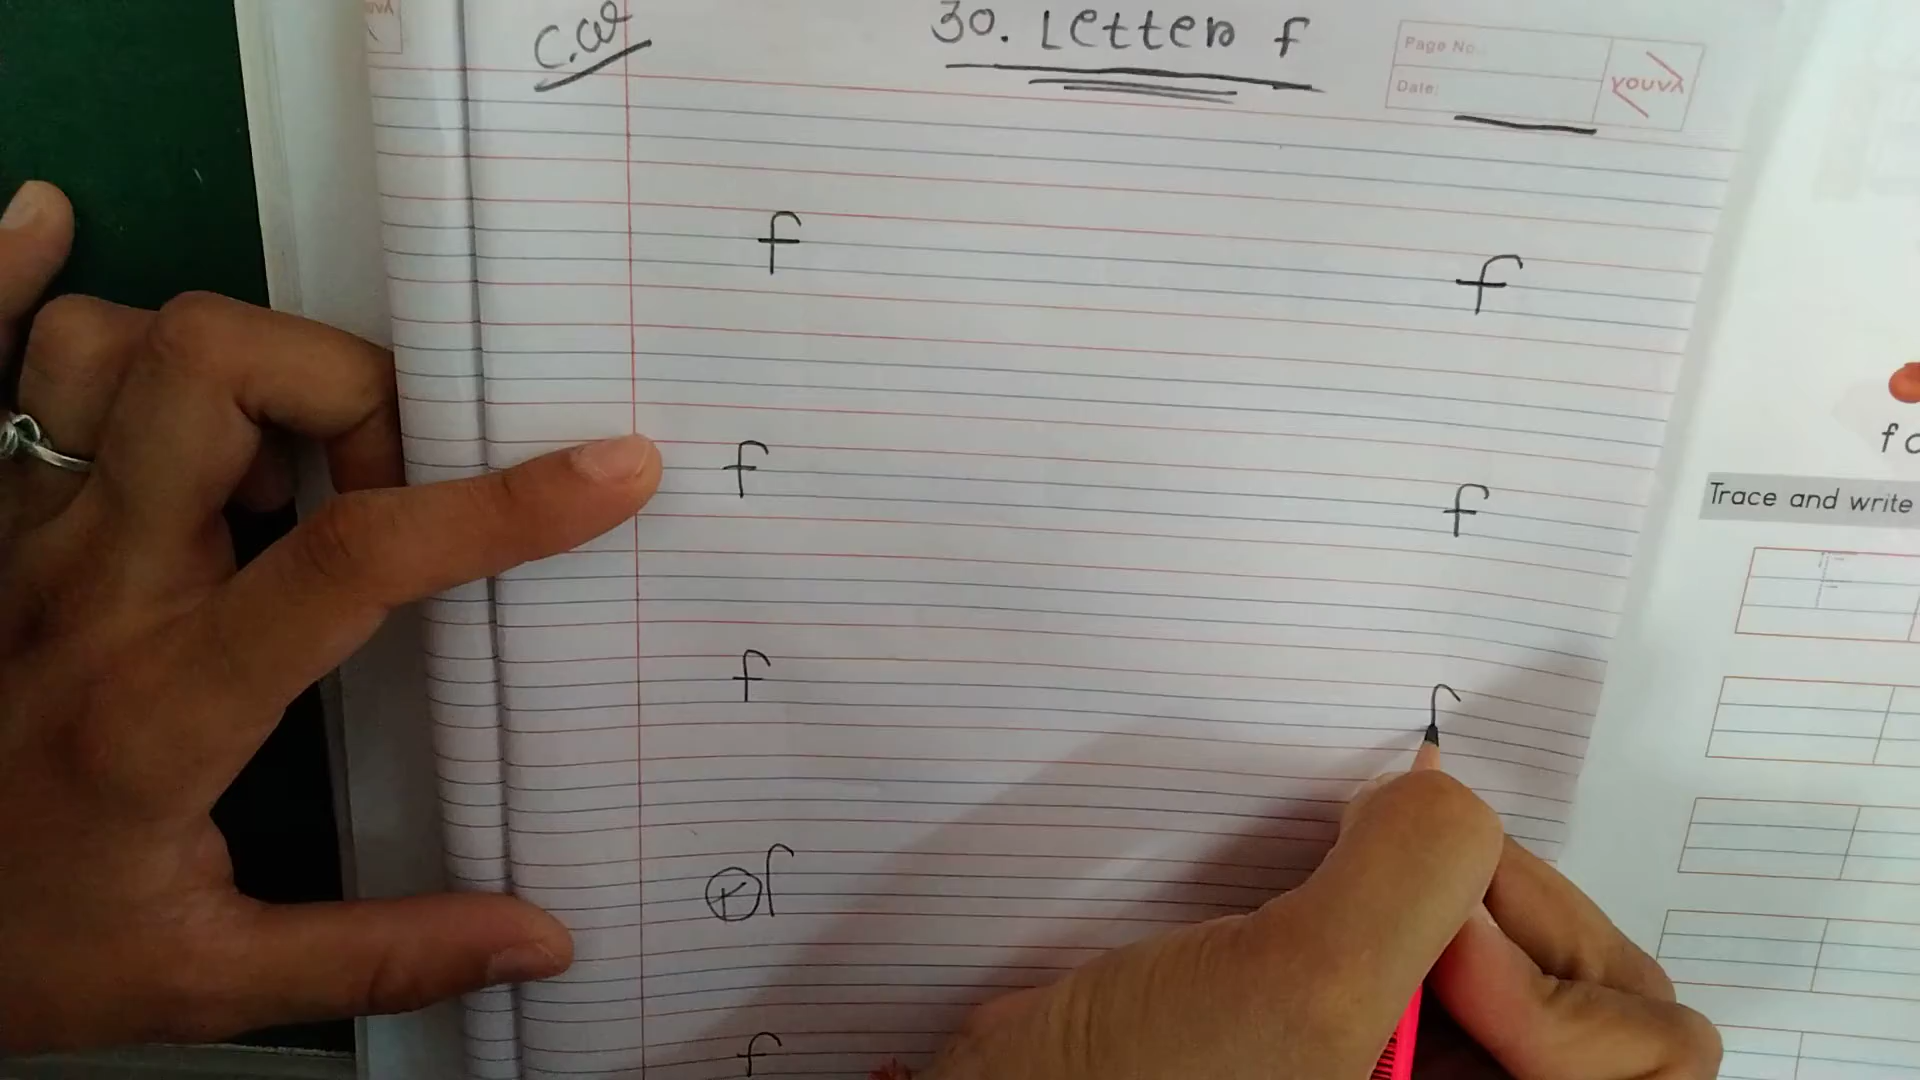 C.W
30. Letter f
Page No.:
Date:
YOUVA
f f
f f
Trace and write
f
f